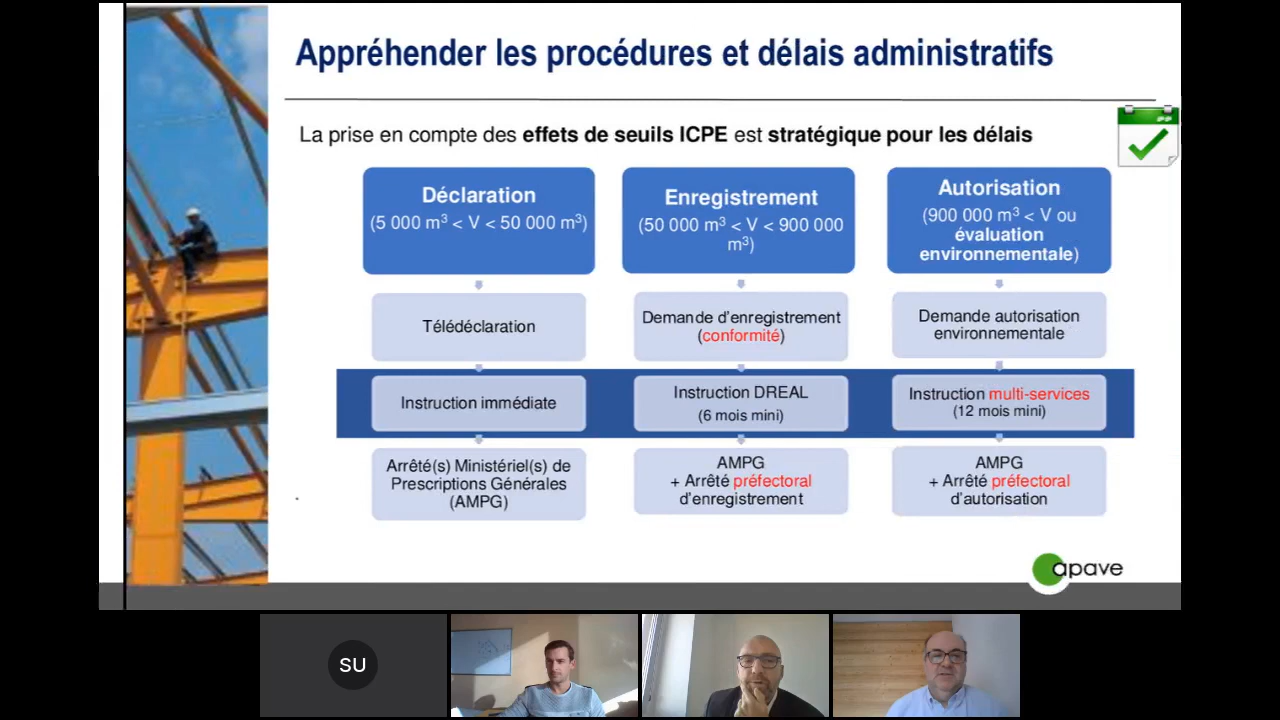 Appréhender les procédures et délais administratifs
La prise en compte des effets de seuils ICPE est stratégique pour les délais
Déclaration
(5 000 m³ < V < 50 000 m³)
Télédéclaration
Instruction immédiate
Arrêté(s) Ministériel(s) de
Prescriptions Générales
(AMPG)
Enregistrement
(50 000 m³ < V < 900 000
m³)
Demande d'enregistrement
(conformité)
Instruction DREAL
(6 mois mini)
AMPG
+ Arrêté préfectoral
d'enregistrement
Autorisation
(900 000 m³ < V ou
évaluation
environnementale)
Demande autorisation
environnementale
Instruction multi-services
(12 mois mini)
AMPG
+ Arrêté préfectoral
d'autorisation
apave
SU